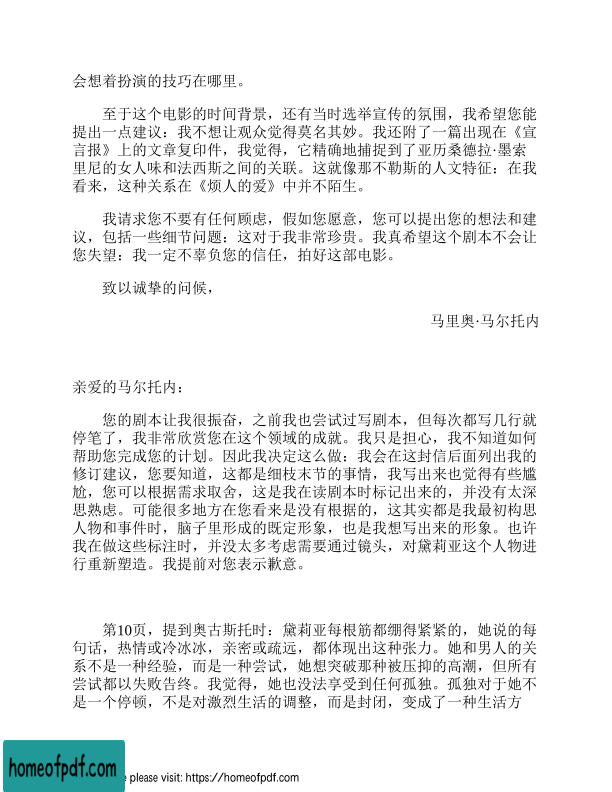 会想着扮演的技巧在哪里。
至于这个电影的时间背景，还有当时选举宣传的氛围，我希望您能
提出一点建议：我不想让观众觉得莫名其妙。我还附了一篇出现在《宣
言报》上的文章复印件，我觉得，它精确地捕捉到了亚历桑德拉·墨索
里尼的女人味和法西斯之间的关联。这就像那不勒斯的人文特征：在我
看来，这种关系在《烦人的爱》中并不陌生。
我请求您不要有任何顾虑，假如您愿意，您可以提出您的想法和建
议，包括一些细节问题：这对于我非常珍贵。我真希望这个剧本不会让
您失望：我一定不辜负您的信任，拍好这部电影。
致以诚挚的问候，
马里奥·马尔托内
亲爱的马尔托内：
您的剧本让我很振奋，之前我也尝试过写剧本，但每次都写几行就
停笔了，我非常欣赏您在这个领域的成就。我只是担心，我不知道如何
帮助您完成您的计划。因此我决定这么做：我会在这封信后面列出我的
修订建议，您要知道，这都是细枝末节的事情，我写出来也觉得有些尴
尬，您可以根据需求取舍，这是我在读剧本时标记出来的，并没有太深
思熟虑。可能很多地方在您看来是没有根据的，这其实都是我最初构思
人物和事件时，脑子里形成的既定形象，也是我想写出来的形象。也许
我在做这些标注时，并没太多考虑需要通过镜头，对黛莉亚这个人物进
行重新塑造。我提前对您表示歉意。
第10页，提到奥古斯托时：黛莉亚每根筋都绷得紧紧的，她说的每
句话，热情或冷冰冰，亲密或疏远，都体现出这种张力。她和男人的关
系不是一种经验，而是一种尝试，她想突破那种被压抑的高潮，但所有
尝试都以失败告终。我觉得，她也没法享受到任何孤独。孤独对于她不
是一个停顿，不是对激烈生活的调整，而是封闭，变成了一种生活方
homeofpdf.com
e please visit: https://homeofpdf.com